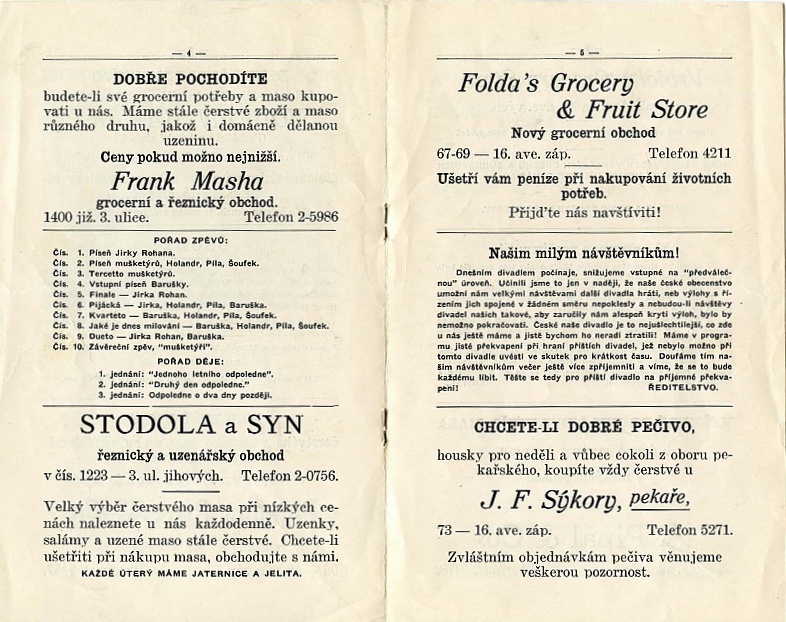 — 4 —
DOBŘE POCHODÍTE
budete-li své grocerní potřeby a maso kupo-
vati u nás. Máme stále čerstvé zboží a maso
různého druhu, jakož i domácně dělanou
uzeninu.
Ceny pokud možno nejnižší.
Frank Masha
grocerní a řeznický obchod.
1400 již. 3. ulice. Telefon 2-5986
POŘAD ZPĚVŮ:
Čís. 1. Píseň Jirky Rohana.
Čís. 2. Píseň mušketýrů, Holandr, Pila, Šoufek.
Čís. 3. Tercetto mušketýrů.
Čís. 4. Vstupní píseň Barušky.
Čís. 5. Finale — Jirka Rohan.
Čís. 6. Pijácká — Jirka, Holandr, Pila, Baruška.
Čís. 7. Kvarteto — Baruška, Holandr, Pila, Šoufek.
Čís. 8. Jaké je dnes milování — Baruška, Holandr, Pila, Šoufek.
Čís. 9. Dueto — Jirka Rohan, Baruška.
Čís. 10. Závěreční zpěv, "mušketýři".
POŘAD DĚJE:
1. jednání: "Jednoho letního odpoledne".
2. jednání: "Druhý den odpoledne."
3. jednání: Odpoledne o dva dny později.
STODOLA a SYN
řeznický a uzenářský obchod
v čís. 1223 — 3. ul. jihových. Telefon 2-0756.
Velký výběr čerstvého masa při nízkých ce-
nách naleznete u nás každodenně. Uzenky,
salámy a uzené maso stále čerstvé. Chcete-li
ušetřiti při nákupu masa, obchodujte s námi.
KAŽDÉ ÚTERÝ MÁME JATERNICE A JELITA.
— 5 —
Folda's Grocery
& Fruit Store
Nový grocerní obchod
67-69 — 16. ave. záp. Telefon 4211
Ušetří vám peníze při nakupování životních
potřeb.
Přijď'te nás navštíviti!
Našim milým návštěvníkům!
Dnešním divadlem počínaje, snižujeme vstupné na "předváleč-
nou" úroveň. Učinili jsme to jen v naději, že naše české obecenstvo
umožní nám velkými návštěvami další divadla hráti, neb výlohy s ří-
zením jich spojené v žádném směru nepoklesly a nebudou-li návštěvy
divadel našich takové, aby zaručily nám alespoň krytí výloh, bylo by
nemožno pokračovati. České naše divadlo je to nejušlechtilejší, co zde
u nás ještě máme a jistě bychom ho neradi ztratili! Máme v progra-
mu jisté překvapení při hraní příštích divadel, jež nebylo možno při
tomto divadle uvésti ve skutek pro krátkost času. Doufáme tím na-
šim návštěvníkům večer ještě více zpříjemniti a víme, že se to bude
každému líbit. Těšte se tedy pro příští divadlo na příjemné překva-
pení! ŘEDITELSTVO.
CHCETE-LI DOBRÉ PEČIVO,
housky pro neděli a vůbec cokoli z oboru pe-
kařského, koupíte vždy čerstvé u
J. F. Sýkory, pekaře,
73 — 16. ave. záp. Telefon 5271.
Zvláštním objednávkám pečiva věnujeme
veškerou pozornost.